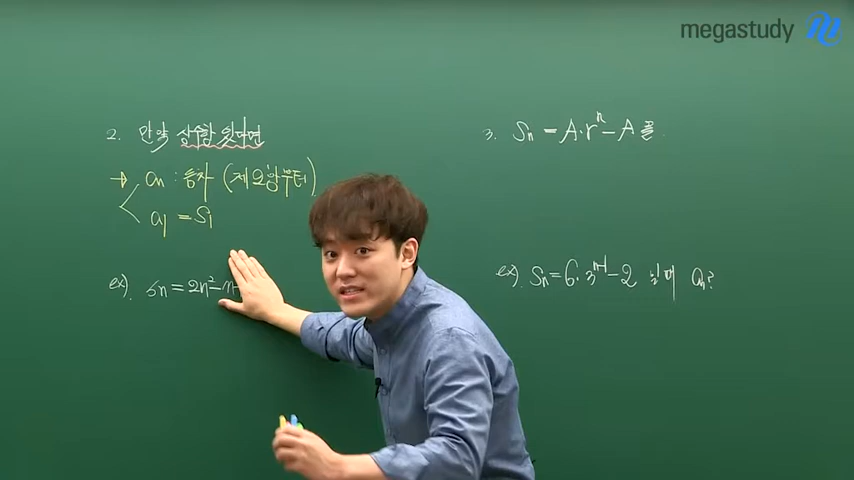 megastudy
2. 만약 상수항 있다면
→ aₙ : 등차 (제2항부터)
a₁ = S₁
ex). Sₙ = 2n² - n
3. Sₙ = A·rⁿ - A 꼴
ex). Sₙ = 6·3ⁿ⁻¹ - 2 일 때 aₙ?